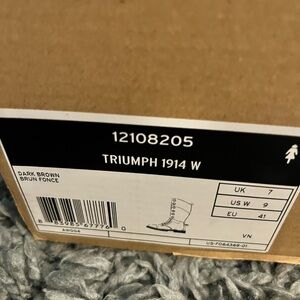 12108205
TRIUMPH 1914 W
DARK BROWN
BRUN FONCE
UK 7
US W 9
EU 41
VN